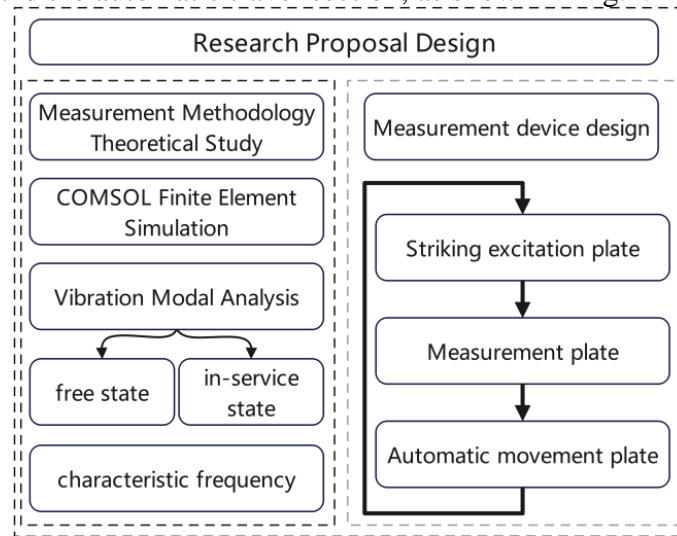 Research Proposal Design
Measurement Methodology
Theoretical Study
COMSOL Finite Element
Simulation
Vibration Modal Analysis
free state
in-service
state
characteristic frequency
Measurement device design
Striking excitation plate
Measurement plate
Automatic movement plate